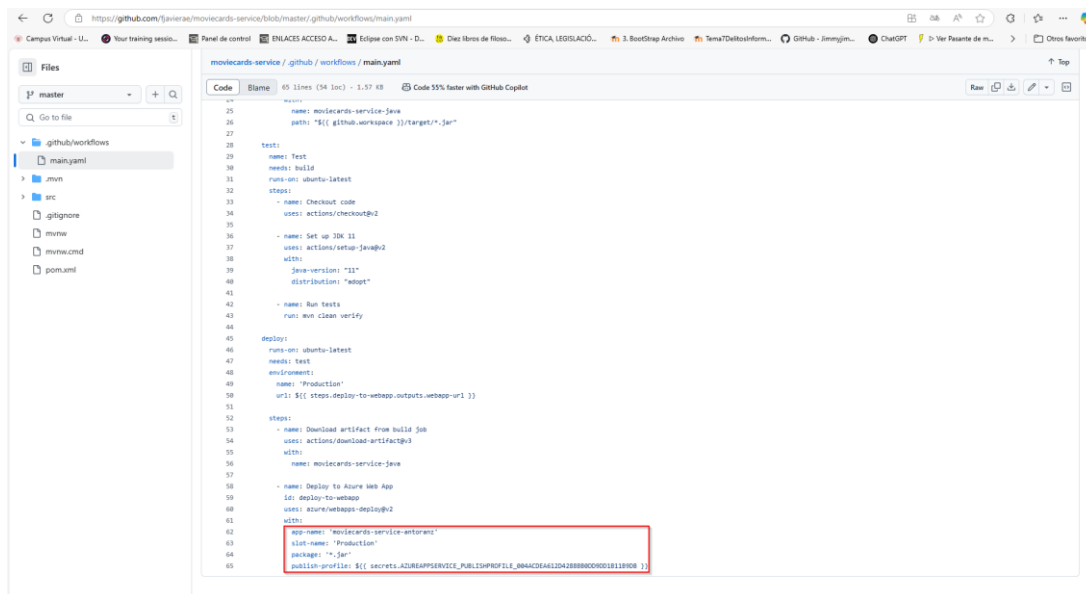 https://github.com/fjavierae/moviecards-service/blob/master/.github/workflows/main.yaml
Campus Virtual - U... Your training sessio... Panel de control ENLACES ACCESO A... Eclipse con SVN - D... Diez libros de filoso... ÉTICA, LEGISLACIÓ... 3. BootStrap Archivo Tema7DelitosInform... GitHub - Jimmyjim... ChatGPT ▷ Ver Pasante de m... Otros favorit
Files
moviecards-service / .github / workflows / main.yaml
Top
master
Code Blame 65 lines (54 loc) · 1.57 KB Code 55% faster with GitHub Copilot Raw
Go to file t
.github/workflows
main.yaml
.mvn
src
.gitignore
mvnw
mvnw.cmd
pom.xml
24 with:
25 name: moviecards-service-java
26 path: "${{ github.workspace }}/target/*.jar"
27
28 test:
29 name: Test
30 needs: build
31 runs-on: ubuntu-latest
32 steps:
33 - name: Checkout code
34 uses: actions/checkout@v2
35
36 - name: Set up JDK 11
37 uses: actions/setup-java@v2
38 with:
39 java-version: "11"
40 distribution: "adopt"
41
42 - name: Run tests
43 run: mvn clean verify
44
45 deploy:
46 runs-on: ubuntu-latest
47 needs: test
48 environment:
49 name: 'Production'
50 url: ${{ steps.deploy-to-webapp.outputs.webapp-url }}
51
52 steps:
53 - name: Download artifact from build job
54 uses: actions/download-artifact@v3
55 with:
56 name: moviecards-service-java
57
58 - name: Deploy to Azure Web App
59 id: deploy-to-webapp
60 uses: azure/webapps-deploy@v2
61 with:
62 app-name: 'moviecards-service-antoranz'
63 slot-name: 'Production'
64 package: '*.jar'
65 publish-profile: ${{ }}